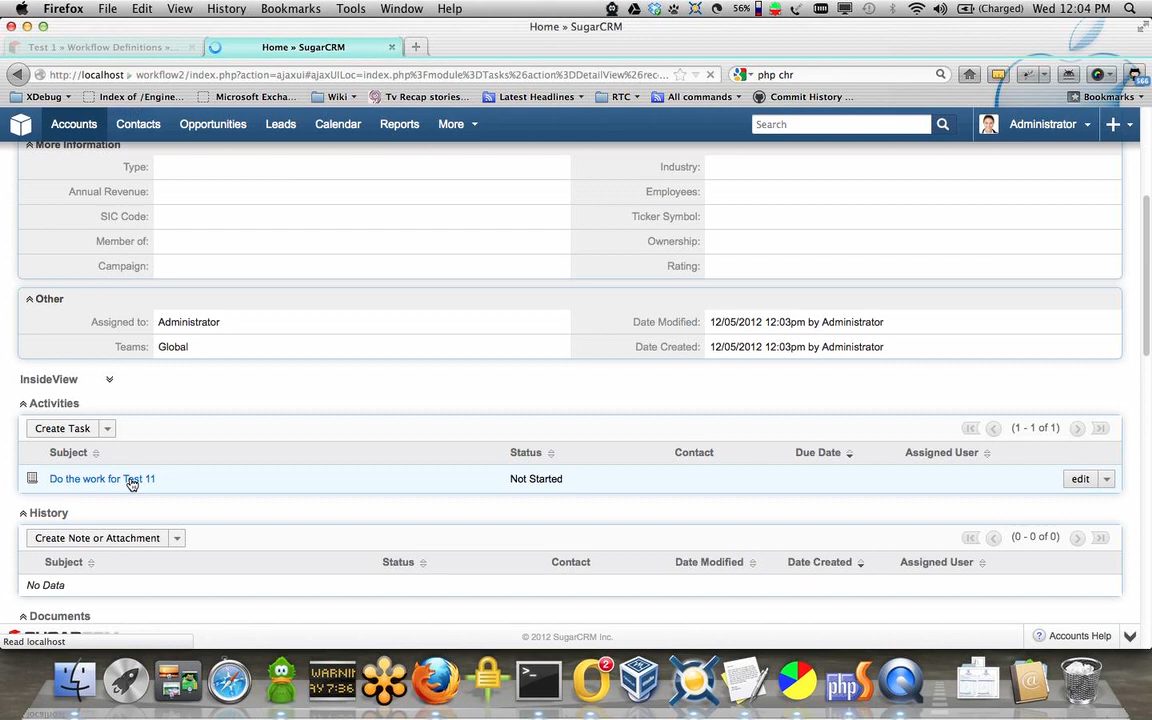 Firefox File Edit View History Bookmarks Tools Window Help 56% (Charged) Wed 12:04 PM
Home » SugarCRM
Test 1 » Workflow Definitions »... Home » SugarCRM
http://localhost ▸ workflow2/index.php?action=ajaxui#ajaxUILoc=index.php%3Fmodule%3DTasks%26action%3DDetailView%26rec... php chr
566
XDebug Index of /Engine... Microsoft Excha... Wiki Tv Recap stories... Latest Headlines RTC All commands Commit History ... Bookmarks
Accounts Contacts Opportunities Leads Calendar Reports More Search Administrator
More Information
Type: Industry:
Annual Revenue: Employees:
SIC Code: Ticker Symbol:
Member of: Ownership:
Campaign: Rating:
Other
Assigned to: Administrator Date Modified: 12/05/2012 12:03pm by Administrator
Teams: Global Date Created: 12/05/2012 12:03pm by Administrator
InsideView
Activities
Create Task (1 - 1 of 1)
Subject Status Contact Due Date Assigned User
Do the work for Test 11 Not Started edit
History
Create Note or Attachment (0 - 0 of 0)
Subject Status Contact Date Modified Date Created Assigned User
No Data
Documents
© 2012 SugarCRM Inc. Accounts Help
Read localhost
WARNIN
AY 7:36
2
php